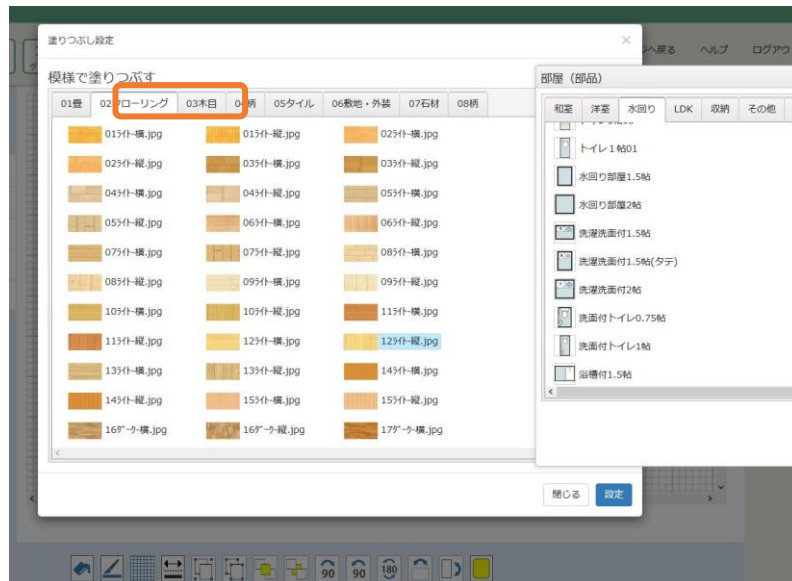 塗りつぶし設定
×
へ戻る ヘルプ ログアウ
模様で塗りつぶす
01畳 02フローリング 03木目 04柄 05タイル 06敷地・外装 07石材 08柄
01ﾗｲﾄ-横.jpg 01ﾗｲﾄ-縦.jpg 02ﾗｲﾄ-横.jpg
02ﾗｲﾄ-縦.jpg 03ﾗｲﾄ-横.jpg 03ﾗｲﾄ-縦.jpg
04ﾗｲﾄ-横.jpg 04ﾗｲﾄ-縦.jpg 05ﾗｲﾄ-横.jpg
05ﾗｲﾄ-縦.jpg 06ﾗｲﾄ-横.jpg 06ﾗｲﾄ-縦.jpg
07ﾗｲﾄ-横.jpg 07ﾗｲﾄ-縦.jpg 08ﾗｲﾄ-横.jpg
08ﾗｲﾄ-縦.jpg 09ﾗｲﾄ-横.jpg 09ﾗｲﾄ-縦.jpg
10ﾗｲﾄ-横.jpg 10ﾗｲﾄ-縦.jpg 11ﾗｲﾄ-横.jpg
11ﾗｲﾄ-縦.jpg 12ﾗｲﾄ-横.jpg 12ﾗｲﾄ-縦.jpg
13ﾗｲﾄ-横.jpg 13ﾗｲﾄ-縦.jpg 14ﾗｲﾄ-横.jpg
14ﾗｲﾄ-縦.jpg 15ﾗｲﾄ-横.jpg 15ﾗｲﾄ-縦.jpg
16ﾀﾞｰｸ-横.jpg 16ﾀﾞｰｸ-縦.jpg 17ﾀﾞｰｸ-横.jpg
部屋（部品）
和室 洋室 水回り LDK 収納 その他
トイレ１帖01
水回り部屋1.5帖
水回り部屋2帖
洗濯洗面付1.5帖
洗濯洗面付1.5帖(タテ)
洗濯洗面付2帖
洗面付トイレ0.75帖
洗面付トイレ1帖
浴槽付1.5帖
閉じる 設定
90 90 180